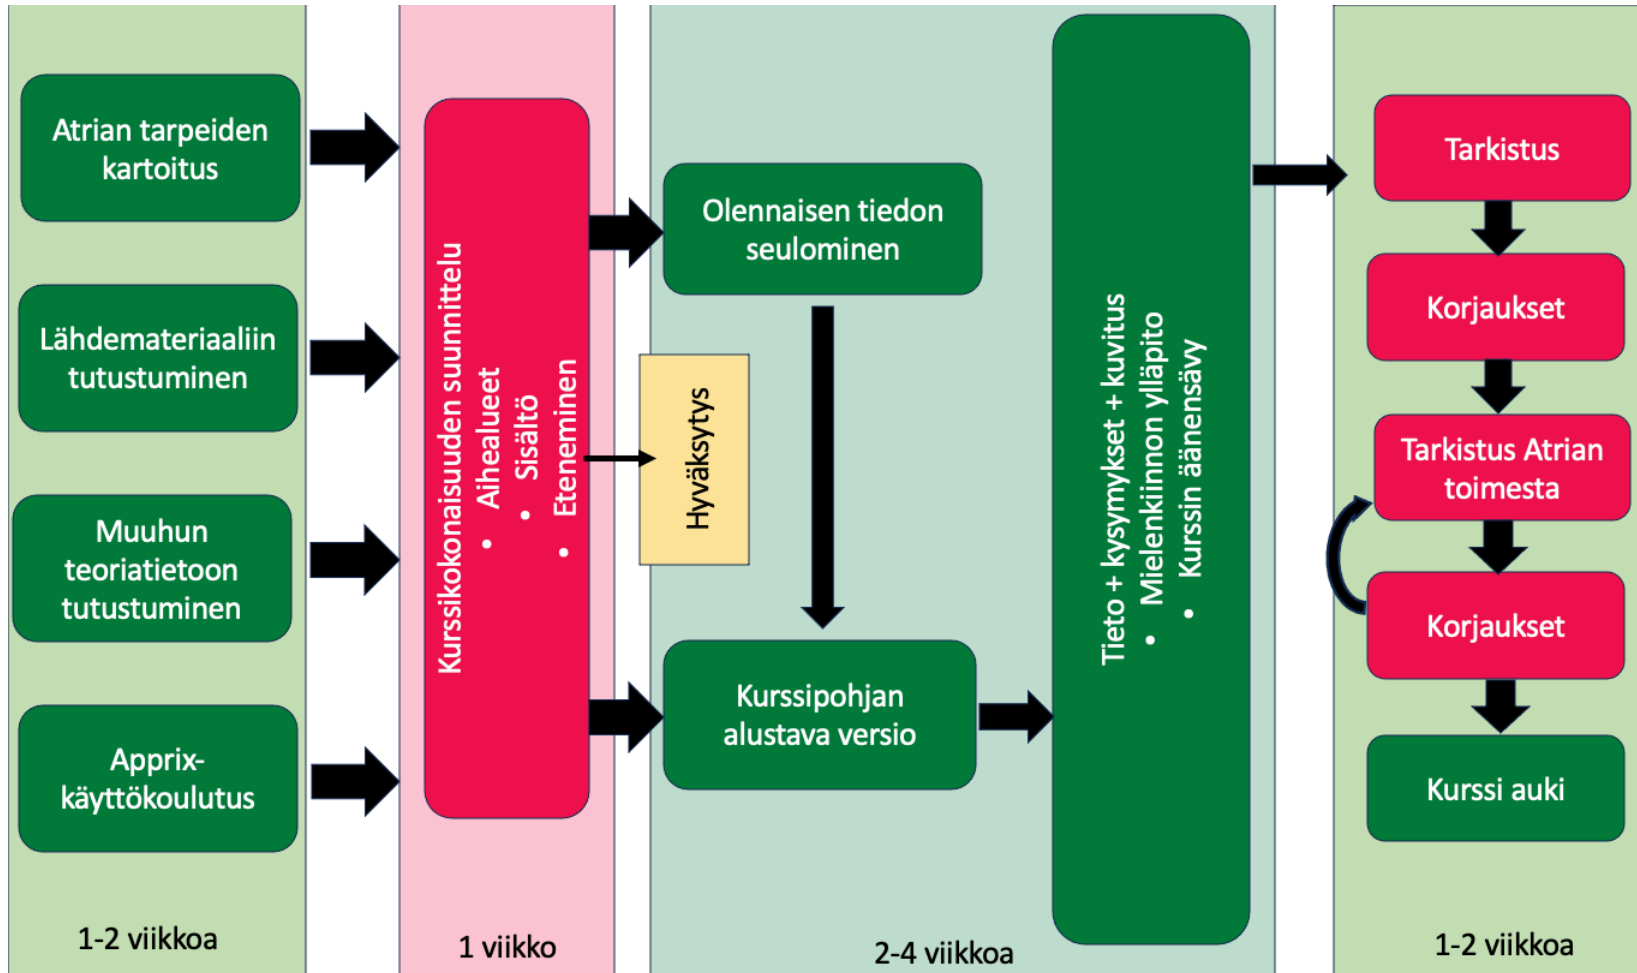 Atrian tarpeiden
kartoitus
Lähdemateriaaliin
tutustuminen
Muuhun
teoriatietoon
tutustuminen
Apprix-
käyttökoulutus
1-2 viikkoa
Kurssikokonaisuuden suunnittelu
• Aihealueet
• Sisältö
• Eteneminen
1 viikko
Hyväksytys
Olennaisen tiedon
seulominen
Kurssipohjan
alustava versio
Tieto + kysymykset + kuvitus
• Mielenkiinnon ylläpito
• Kurssin äänensävy
2-4 viikkoa
Tarkistus
Korjaukset
Tarkistus Atrian
toimesta
Korjaukset
Kurssi auki
1-2 viikkoa